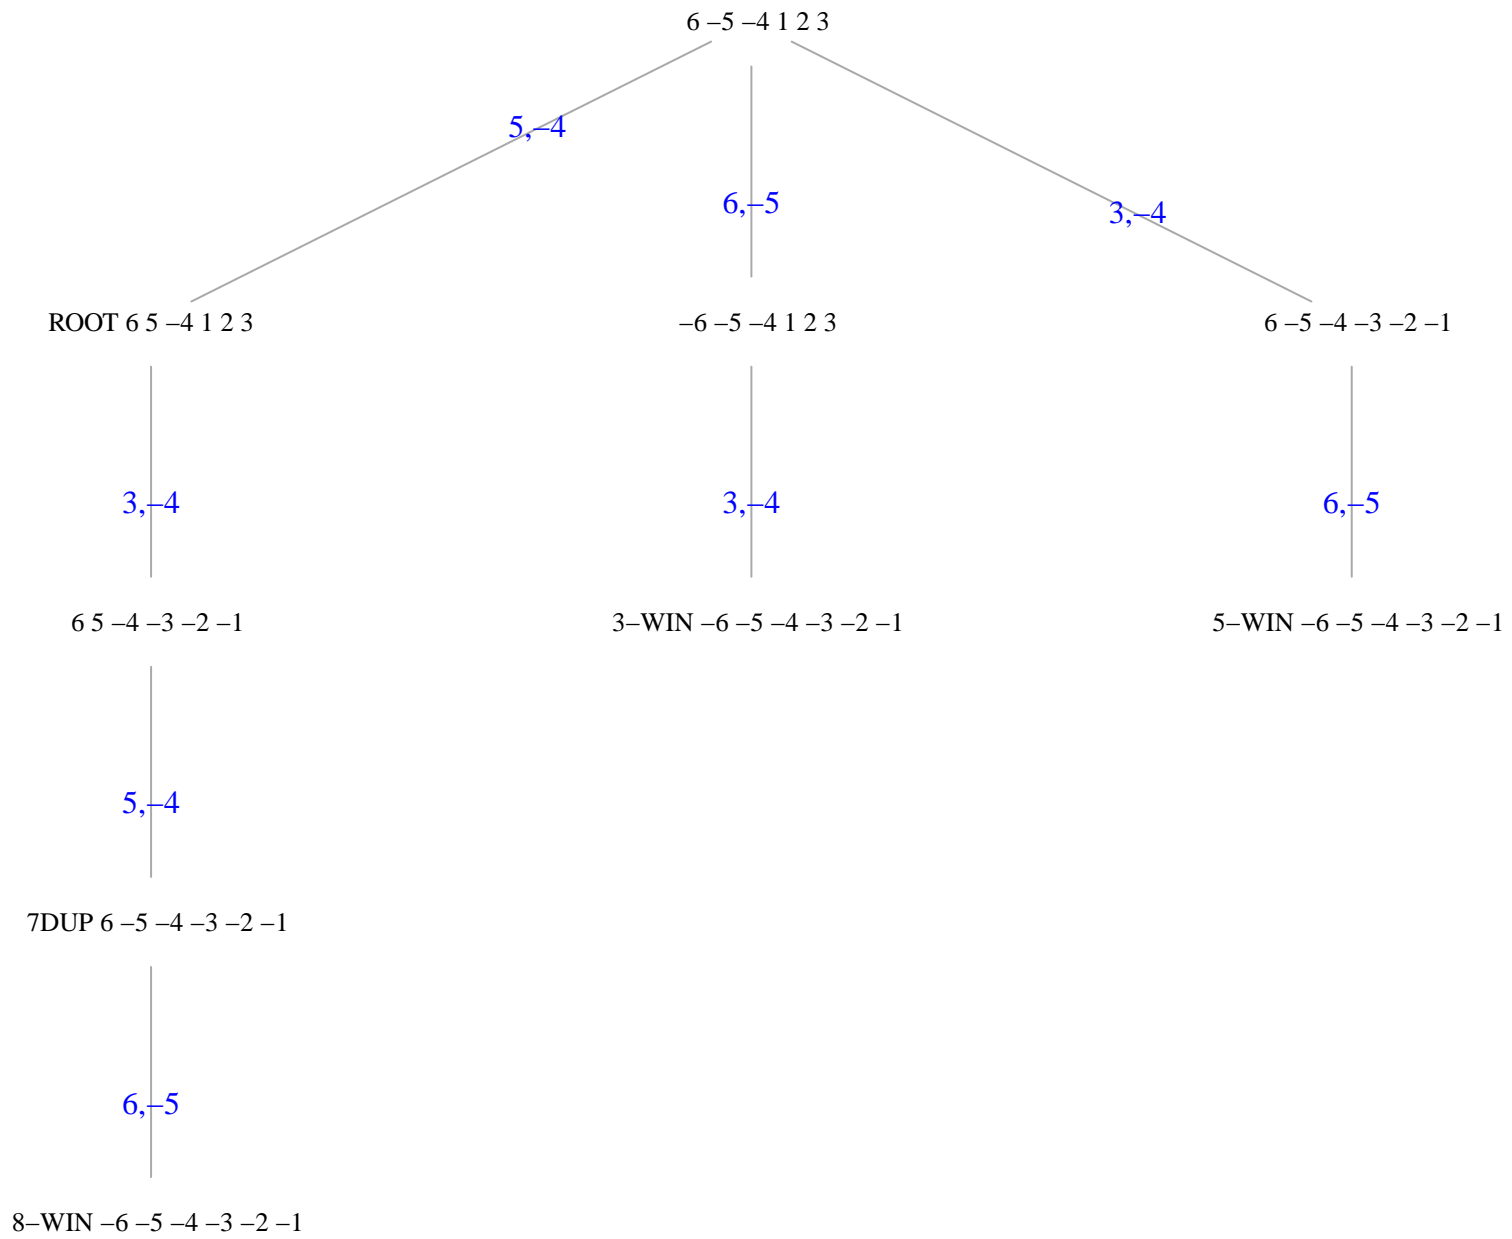 6 –5 –4 1 2 3
5,–4
6,–5
3,–4
ROOT 6 5 –4 1 2 3
–6 –5 –4 1 2 3
6 –5 –4 –3 –2 –1
3,–4
3,–4
6,–5
6 5 –4 –3 –2 –1
3–WIN –6 –5 –4 –3 –2 –1
5–WIN –6 –5 –4 –3 –2 –1
5,–4
7DUP 6 –5 –4 –3 –2 –1
6,–5
8–WIN –6 –5 –4 –3 –2 –1